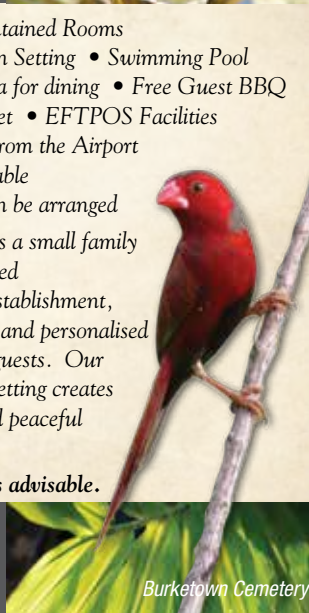 tained Rooms
n Setting • Swimming Pool
a for dining • Free Guest BBQ
et • EFTPOS Facilities
rom the Airport
able
n be arranged
s a small family
ed
stablishment,
and personalised
guests. Our
etting creates
d peaceful
s advisable.
Burketown Cemetery